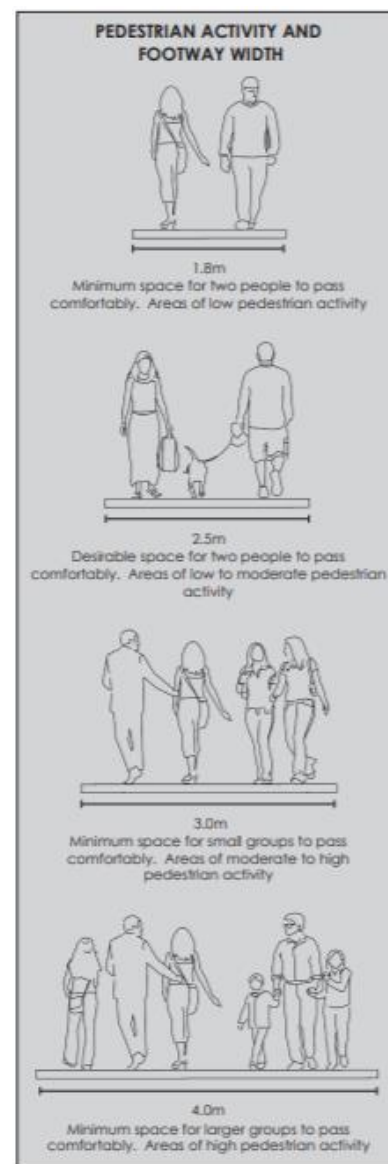 PEDESTRIAN ACTIVITY AND
FOOTWAY WIDTH
1.8m
Minimum space for two people to pass
comfortably. Areas of low pedestrian activity
2.5m
Desirable space for two people to pass
comfortably. Areas of low to moderate pedestrian
activity
3.0m
Minimum space for small groups to pass
comfortably. Areas of moderate to high
pedestrian activity
4.0m
Minimum space for larger groups to pass
comfortably. Areas of high pedestrian activity